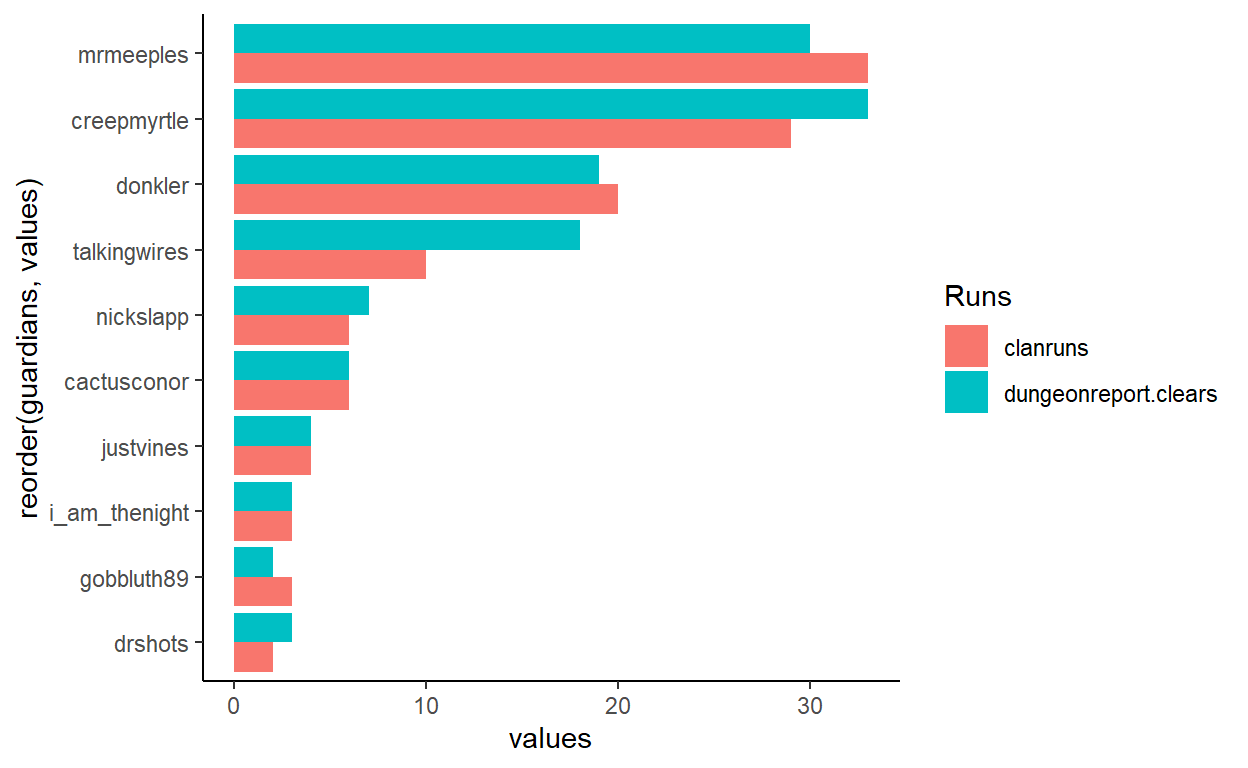 reorder(guardians, values)
mrmeeples
creepmyrtle
donkler
talkingwires
nickslapp
cactusconor
justvines
i_am_thenight
gobbluth89
drshots
0
10
20
30
values
Runs
clanruns
dungeonreport.clears